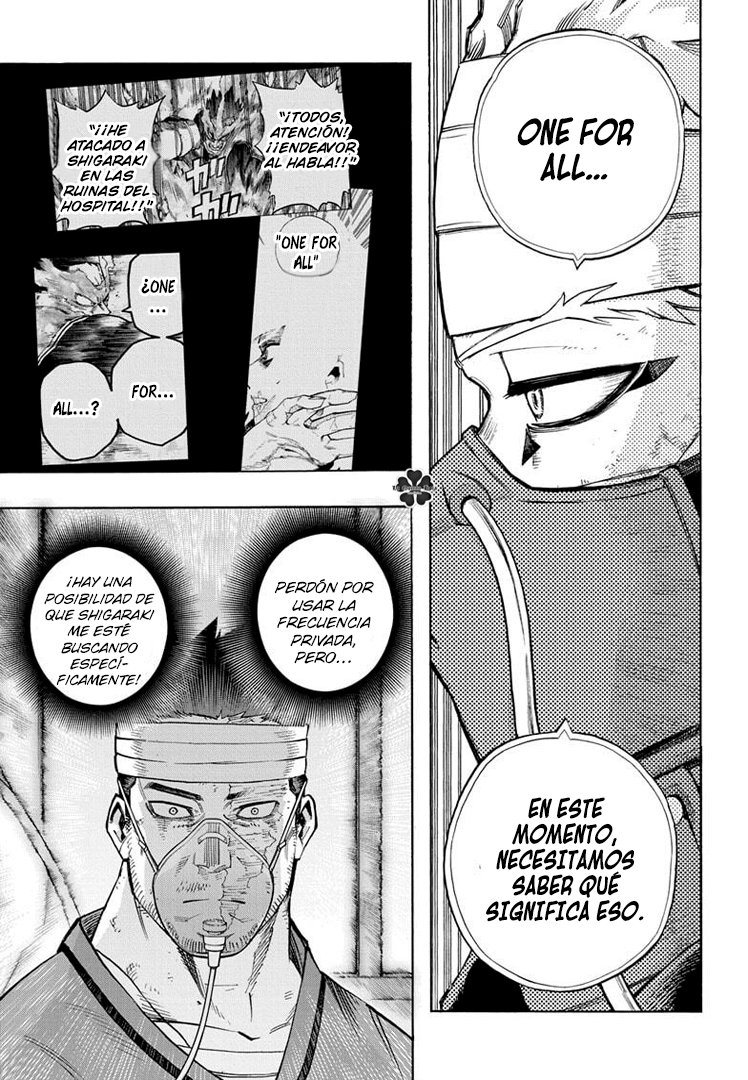 ONE FOR
ALL...
EN ESTE
MOMENTO,
NECESITAMOS
SABER QUÉ
SIGNIFICA ESO.
"¡TODOS,
ATENCIÓN!
¡¡ENDEAVOR
AL HABLA!!"
"¡¡HE
ATACADO A
SHIGARAKI
EN LAS
RUINAS DEL
HOSPITAL!!"
ガガ
"ONE FOR
ALL"
¿ONE
...
FOR...
ALL...?
PERDÓN POR
USAR LA
FRECUENCIA
PRIVADA,
PERO...
¡HAY UNA
POSIBILIDAD DE
QUE SHIGARAKI
ME ESTÉ
BUSCANDO
ESPECÍ-
FICAMENTE!